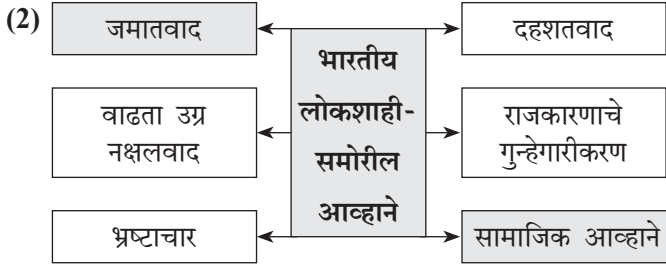 (2)
जमातवाद
दहशतवाद
भारतीय
लोकशाही-
समोरील
आव्हाने
वाढता उग्र
नक्षलवाद
राजकारणाचे
गुन्हेगारीकरण
भ्रष्टाचार
सामाजिक आव्हाने